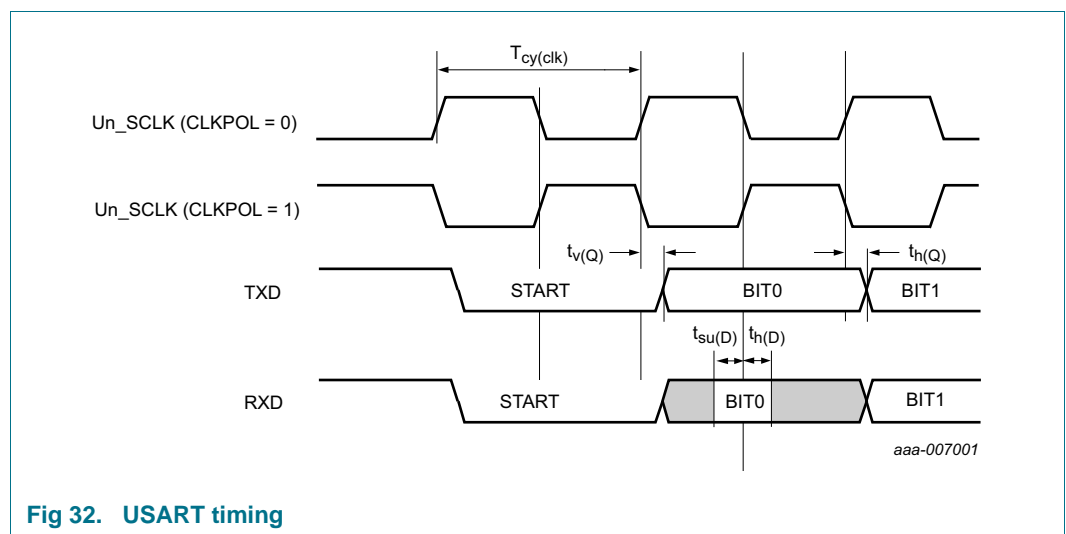 Tcy(clk)
Un_SCLK (CLKPOL = 0)
Un_SCLK (CLKPOL = 1)
tv(Q)
th(Q)
TXD
START
BIT0
BIT1
tsu(D)
th(D)
RXD
START
BIT0
BIT1
aaa-007001
Fig 32. USART timing